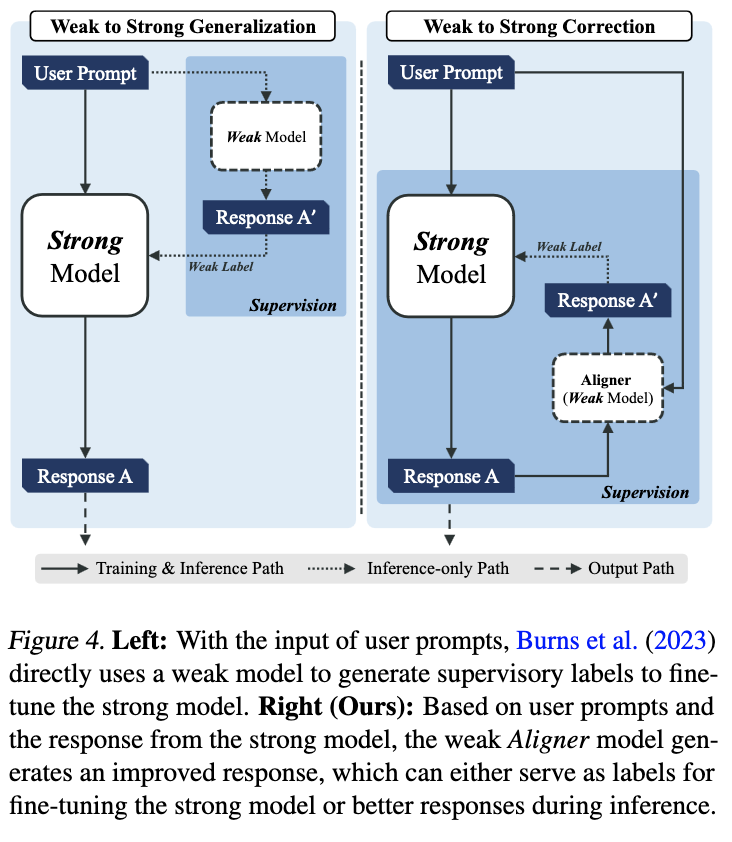 Weak to Strong Generalization
User Prompt
Weak Model
Response A′
Strong
Model
Weak Label
Supervision
Response A
Weak to Strong Correction
User Prompt
Strong
Model
Weak Label
Response A′
Aligner
(Weak Model)
Response A
Supervision
Training & Inference Path
Inference-only Path
Output Path
Figure 4. Left: With the input of user prompts, Burns et al. (2023)
directly uses a weak model to generate supervisory labels to fine-
tune the strong model. Right (Ours): Based on user prompts and
the response from the strong model, the weak Aligner model gen-
erates an improved response, which can either serve as labels for
fine-tuning the strong model or better responses during inference.